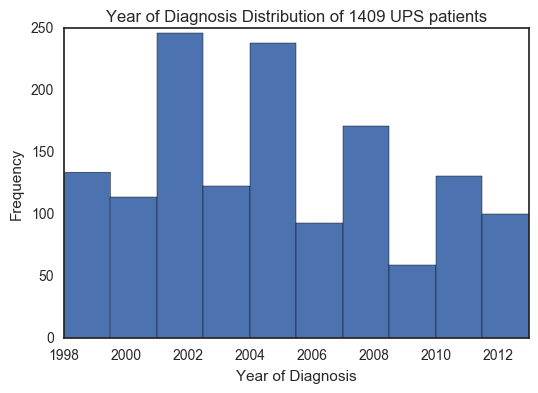 Year of Diagnosis Distribution of 1409 UPS patients
250
200
150
100
50
0
Frequency
1998 2000 2002 2004 2006 2008 2010 2012
Year of Diagnosis